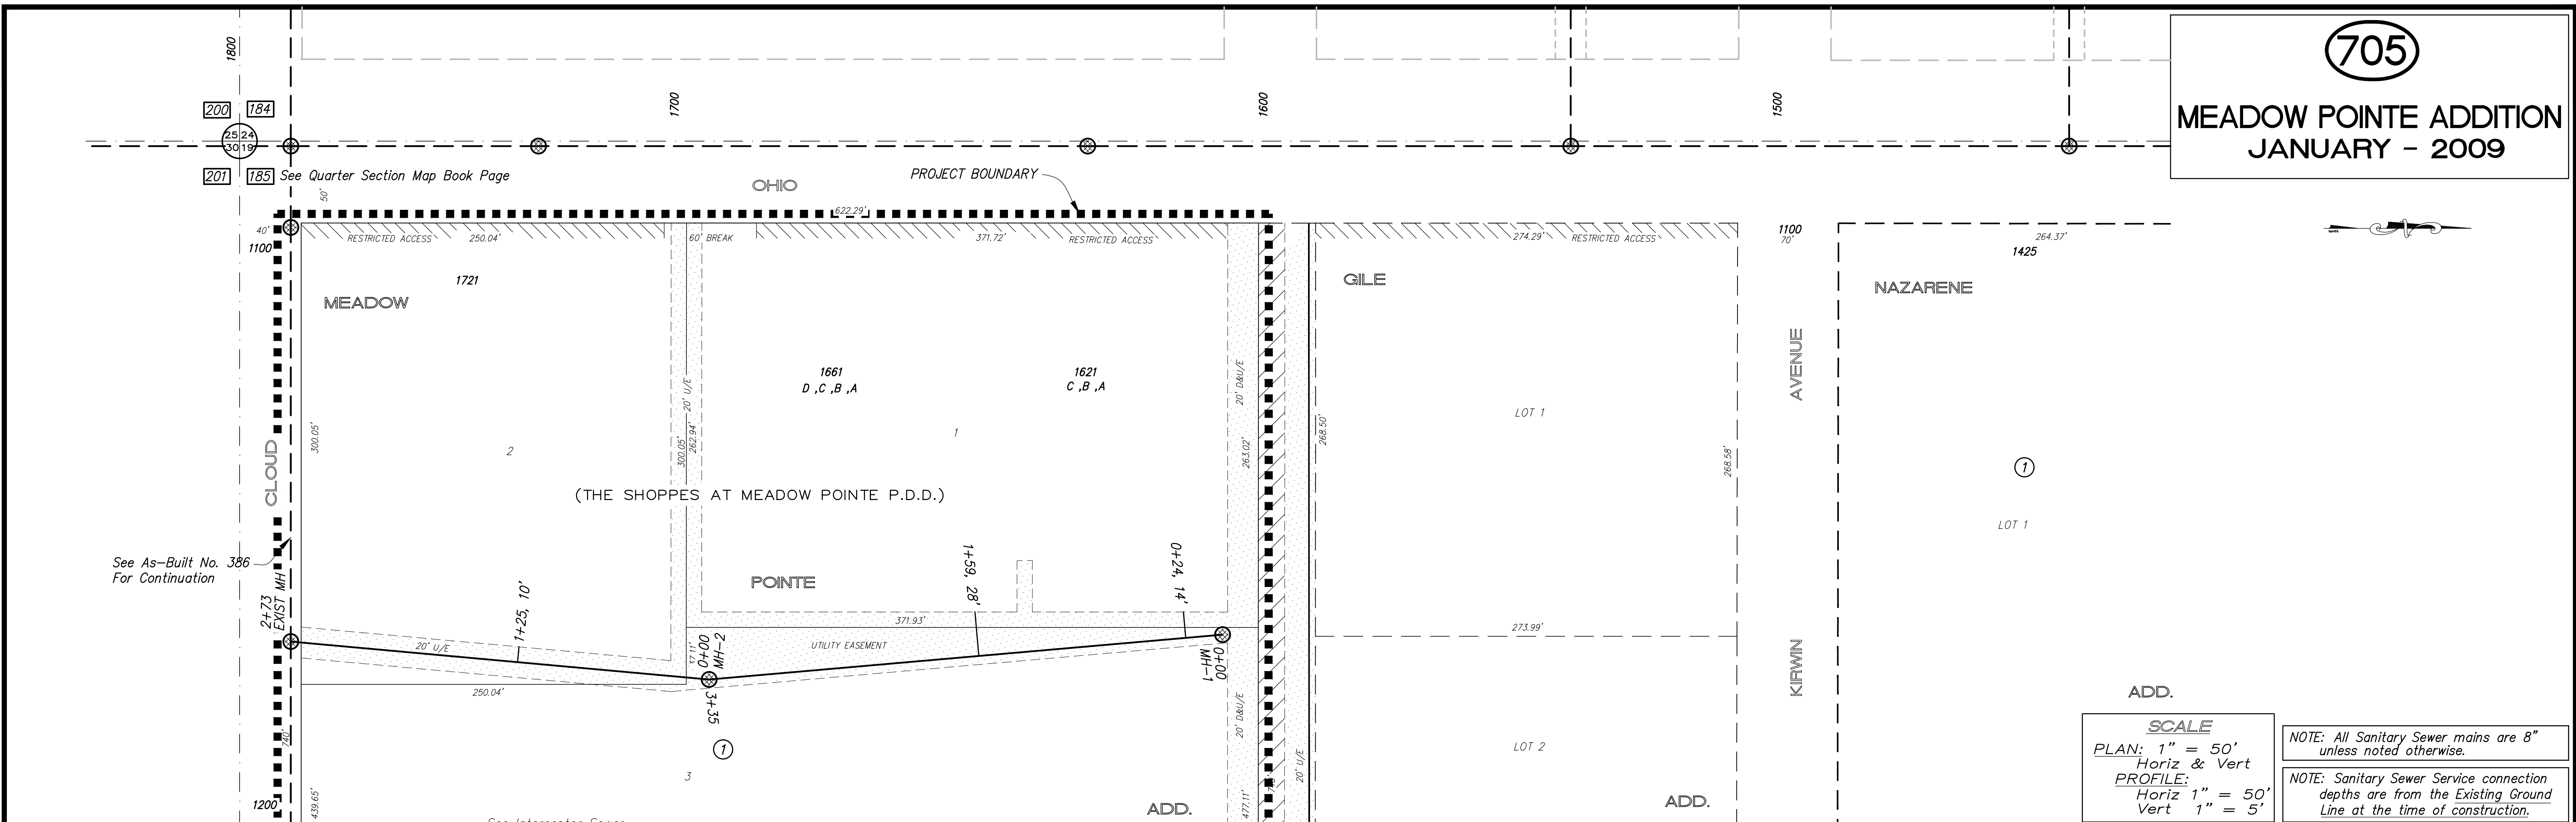 705
MEADOW POINTE ADDITION
JANUARY - 2009
1800
1700
1600
1500
200
184
25 24
30 19
201
185
See Quarter Section Map Book Page
50'
OHIO
PROJECT BOUNDARY
622.29'
40'
1100
RESTRICTED ACCESS
250.04'
60' BREAK
371.72'
RESTRICTED ACCESS
274.29'
RESTRICTED ACCESS
1100
70'
264.37'
1425
1721
MEADOW
GILE
NAZARENE
1661
D ,C ,B ,A
1621
C ,B ,A
20' U/E
20' D&U/E
AVENUE
LOT 1
300.05'
2
300.05'
262.94'
1
263.02'
268.50'
268.58'
1
CLOUD
(THE SHOPPES AT MEADOW POINTE P.D.D.)
LOT 1
See As-Built No. 386
For Continuation
2+73
EXIST MH
1+25, 10'
POINTE
1+59, 28'
0+24, 14'
371.93'
273.99'
20' U/E
37.11'
0+00
MH-2
UTILITY EASEMENT
0+00
MH-1
KIRWIN
250.04'
3+35
20' D&U/E
ADD.
740'
1
LOT 2
20' U/E
3
1200
439.65'
ADD.
477.11'
ADD.
See Interceptor Sewer
SCALE
PLAN: 1" = 50'
Horiz & Vert
PROFILE:
Horiz 1" = 50'
Vert 1" = 5'
NOTE: All Sanitary Sewer mains are 8"
unless noted otherwise.
NOTE: Sanitary Sewer Service connection
depths are from the Existing Ground
Line at the time of construction.